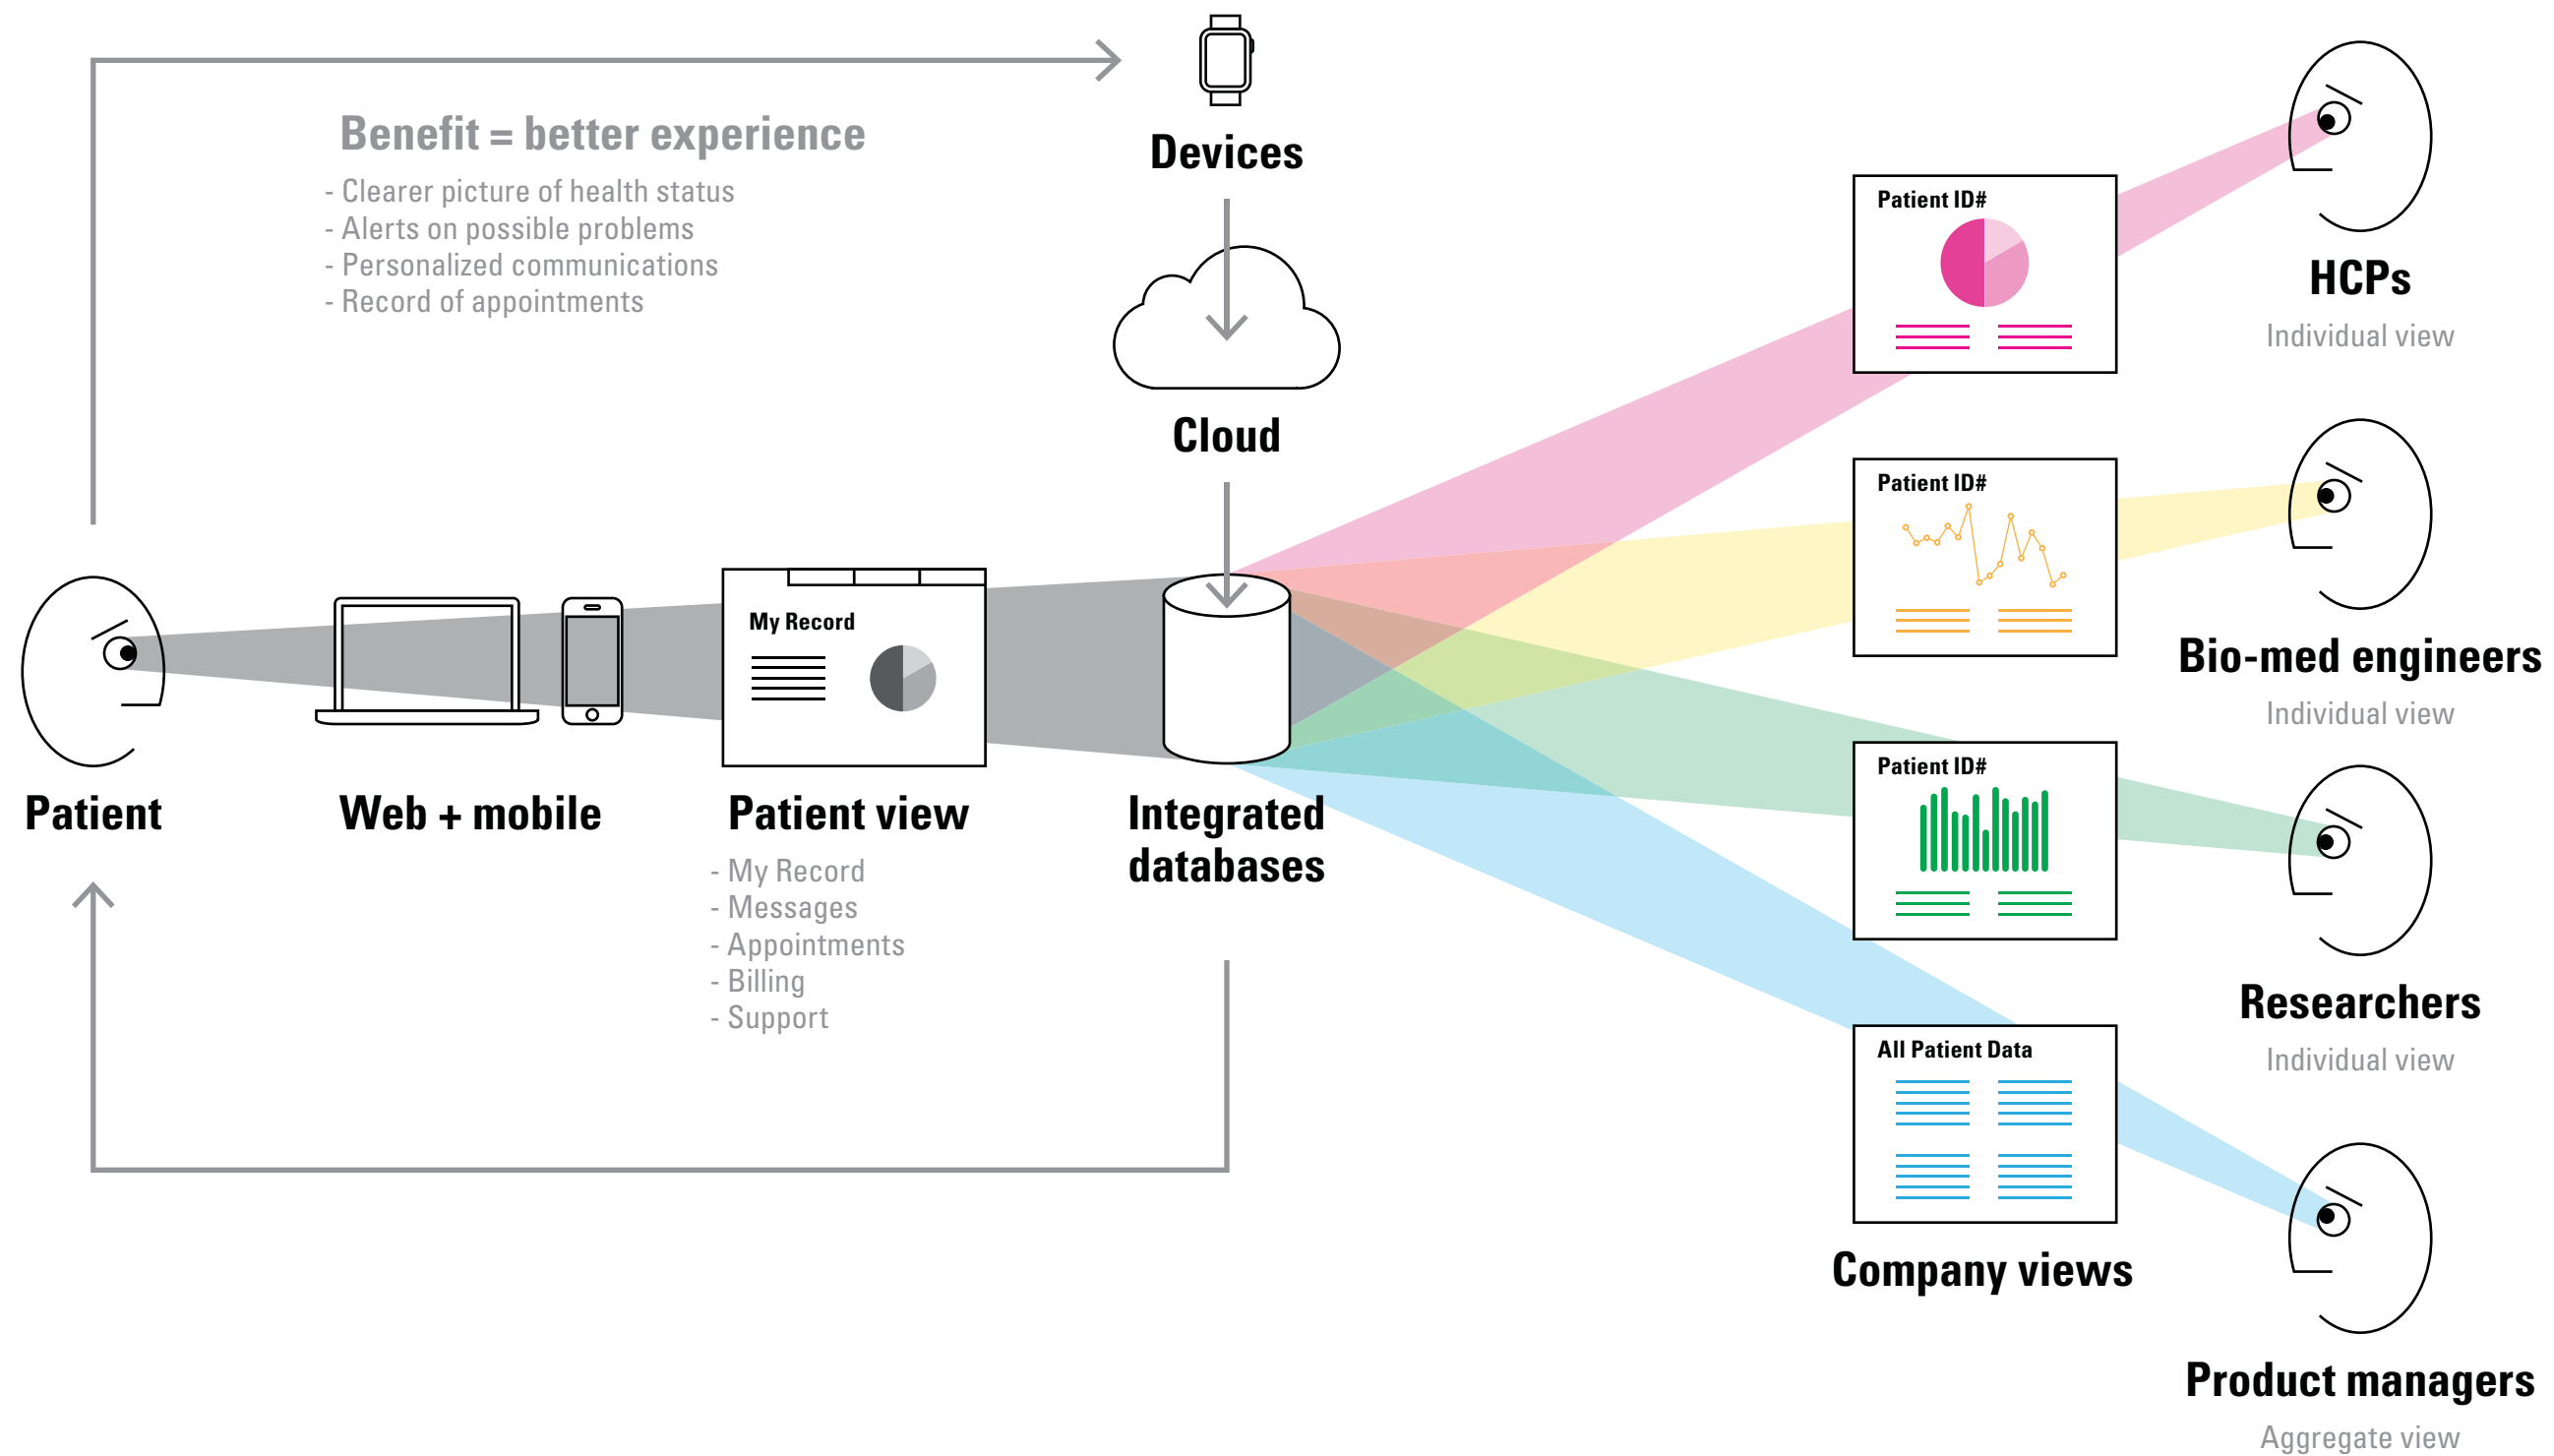 Benefit = better experience
- Clearer picture of health status
- Alerts on possible problems
- Personalized communications
- Record of appointments
Devices
Cloud
Patient
Web + mobile
My Record
Patient view
- My Record
- Messages
- Appointments
- Billing
- Support
Integrated
databases
Patient ID#
Patient ID#
Patient ID#
All Patient Data
Company views
HCPs
Individual view
Bio-med engineers
Individual view
Researchers
Individual view
Product managers
Aggregate view